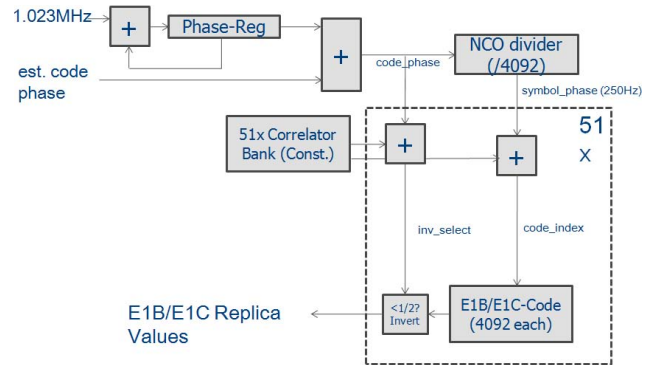 1.023MHz
+
Phase-Reg
+
est. code
phase
code_phase
NCO divider
(/4092)
symbol_phase (250Hz)
51
X
51x Correlator
Bank (Const.)
+
+
inv_select
code_index
E1B/E1C Replica
Values
<1/2?
Invert
E1B/E1C-Code
(4092 each)